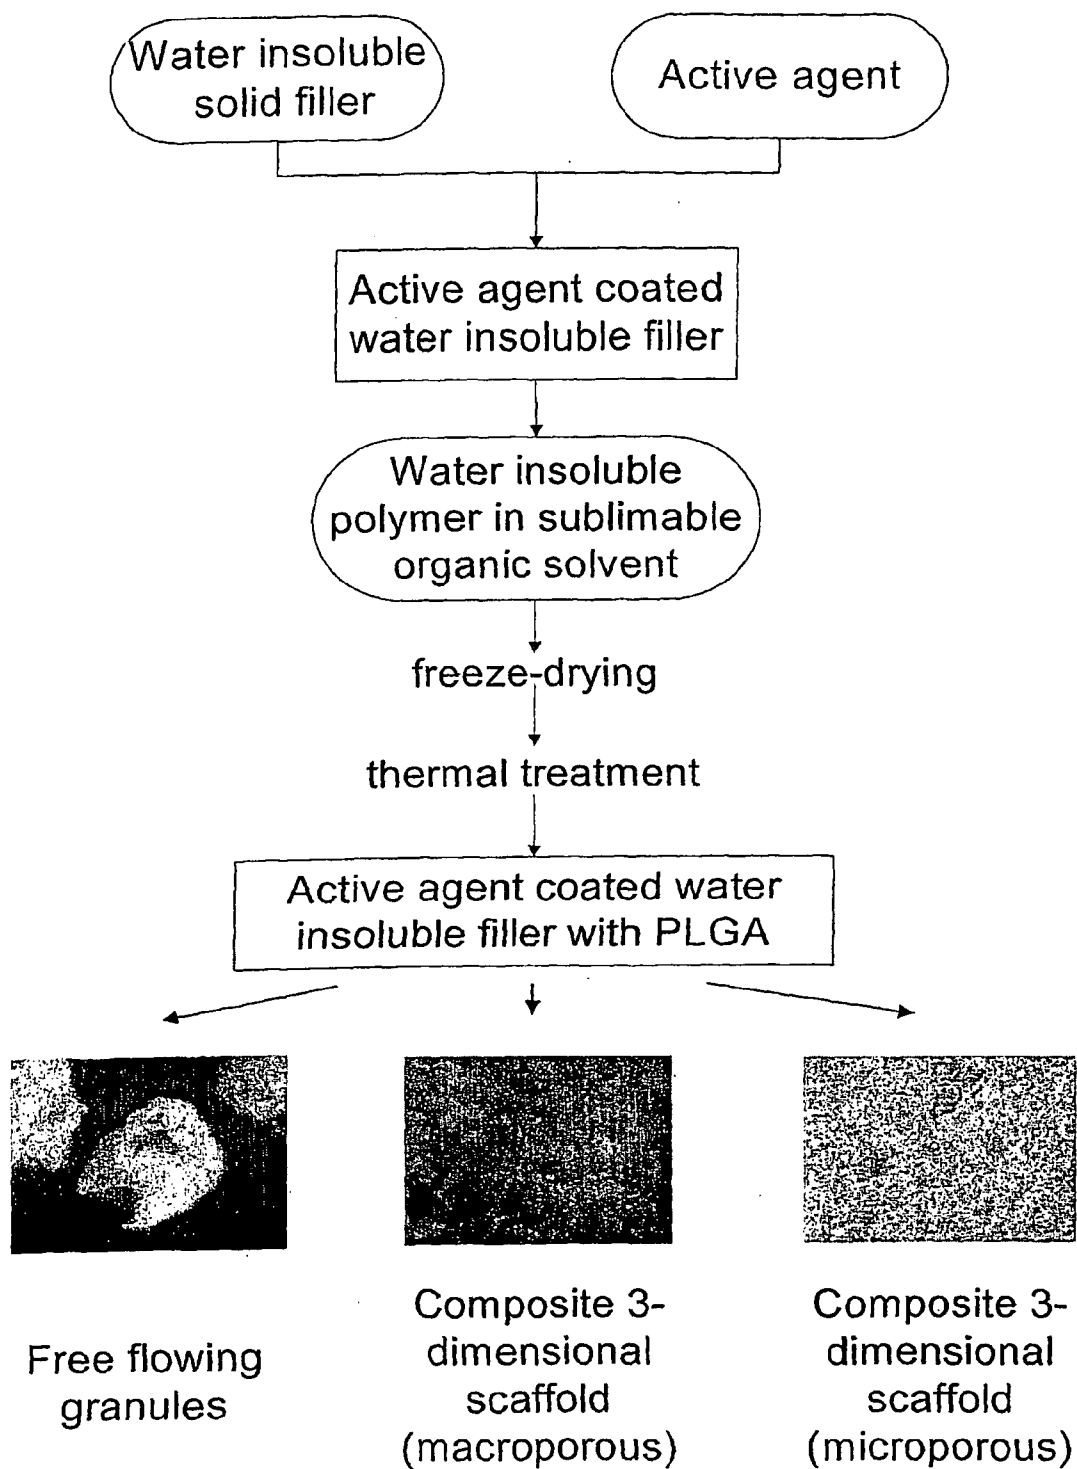 Water insoluble
solid filler
Active agent
Active agent coated
water insoluble filler
Water insoluble
polymer in sublimable
organic solvent
freeze-drying
thermal treatment
Active agent coated water
insoluble filler with PLGA
Free flowing
granules
Composite 3-
dimensional
scaffold
(macroporous)
Composite 3-
dimensional
scaffold
(microporous)